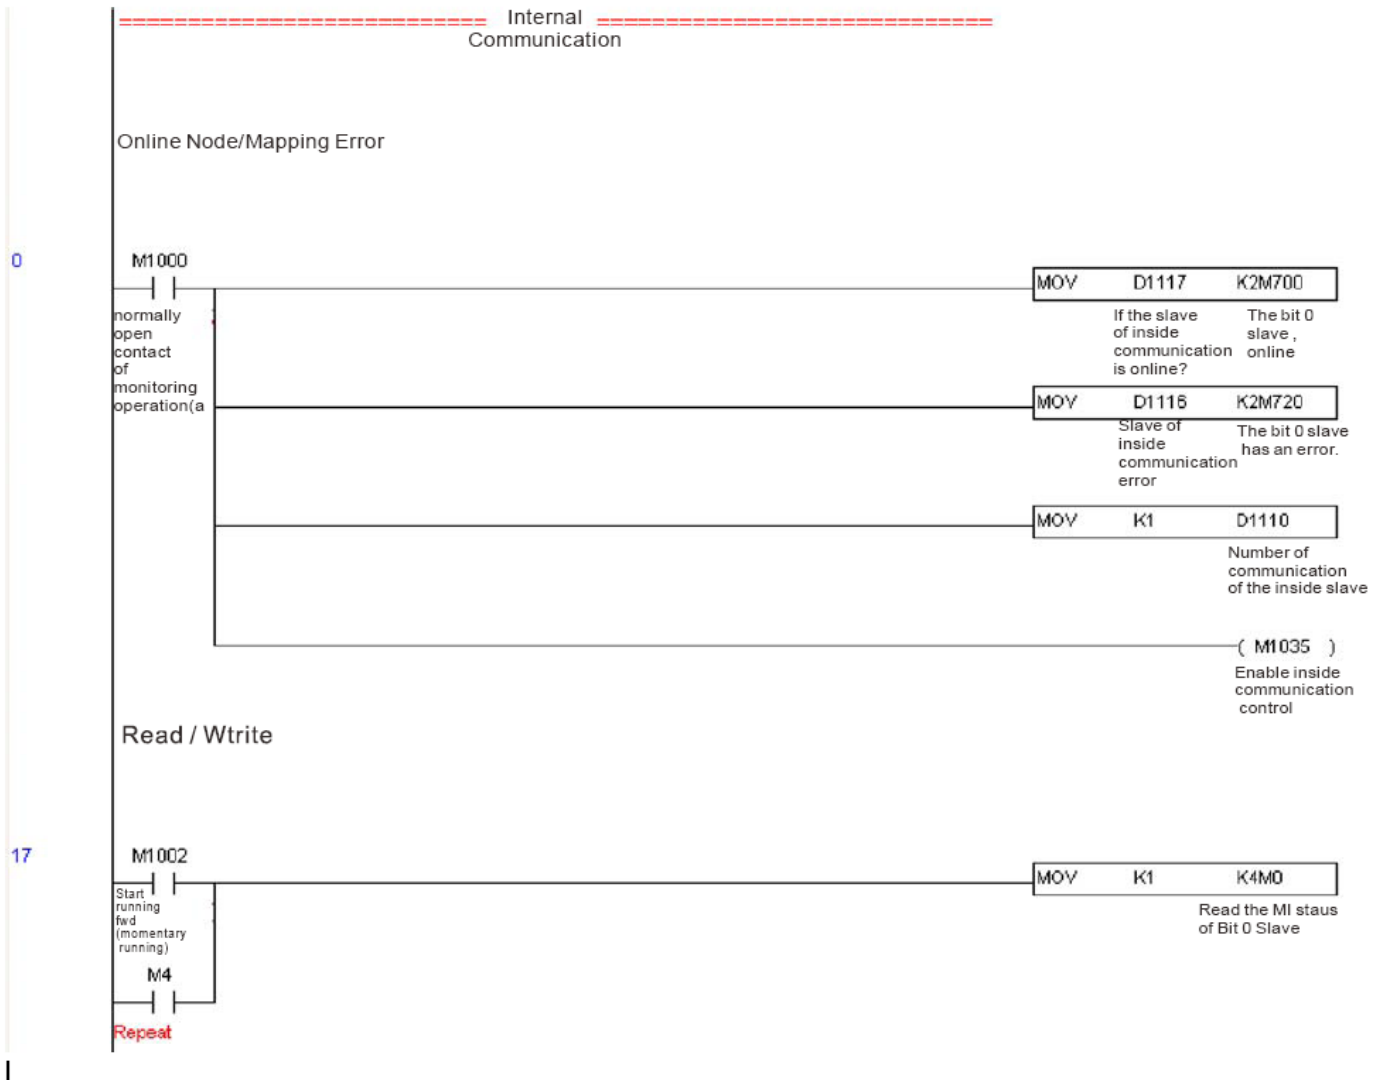 Internal
Communication
Online Node/Mapping Error
0
M1000
MOV D1117 K2M700
normally
open
contact
of
monitoring
operation(a
If the slave
of inside
communication
is online?
The bit 0
slave ,
online
MOV D1116 K2M720
Slave of
inside
communication
error
The bit 0 slave
has an error.
MOV K1 D1110
Number of
communication
of the inside slave
( M1035 )
Enable inside
communication
control
Read / Wtrite
17
M1002
MOV K1 K4M0
Start
running
fwd
(momentary
running)
Read the MI staus
of Bit 0 Slave
M4
Repeat